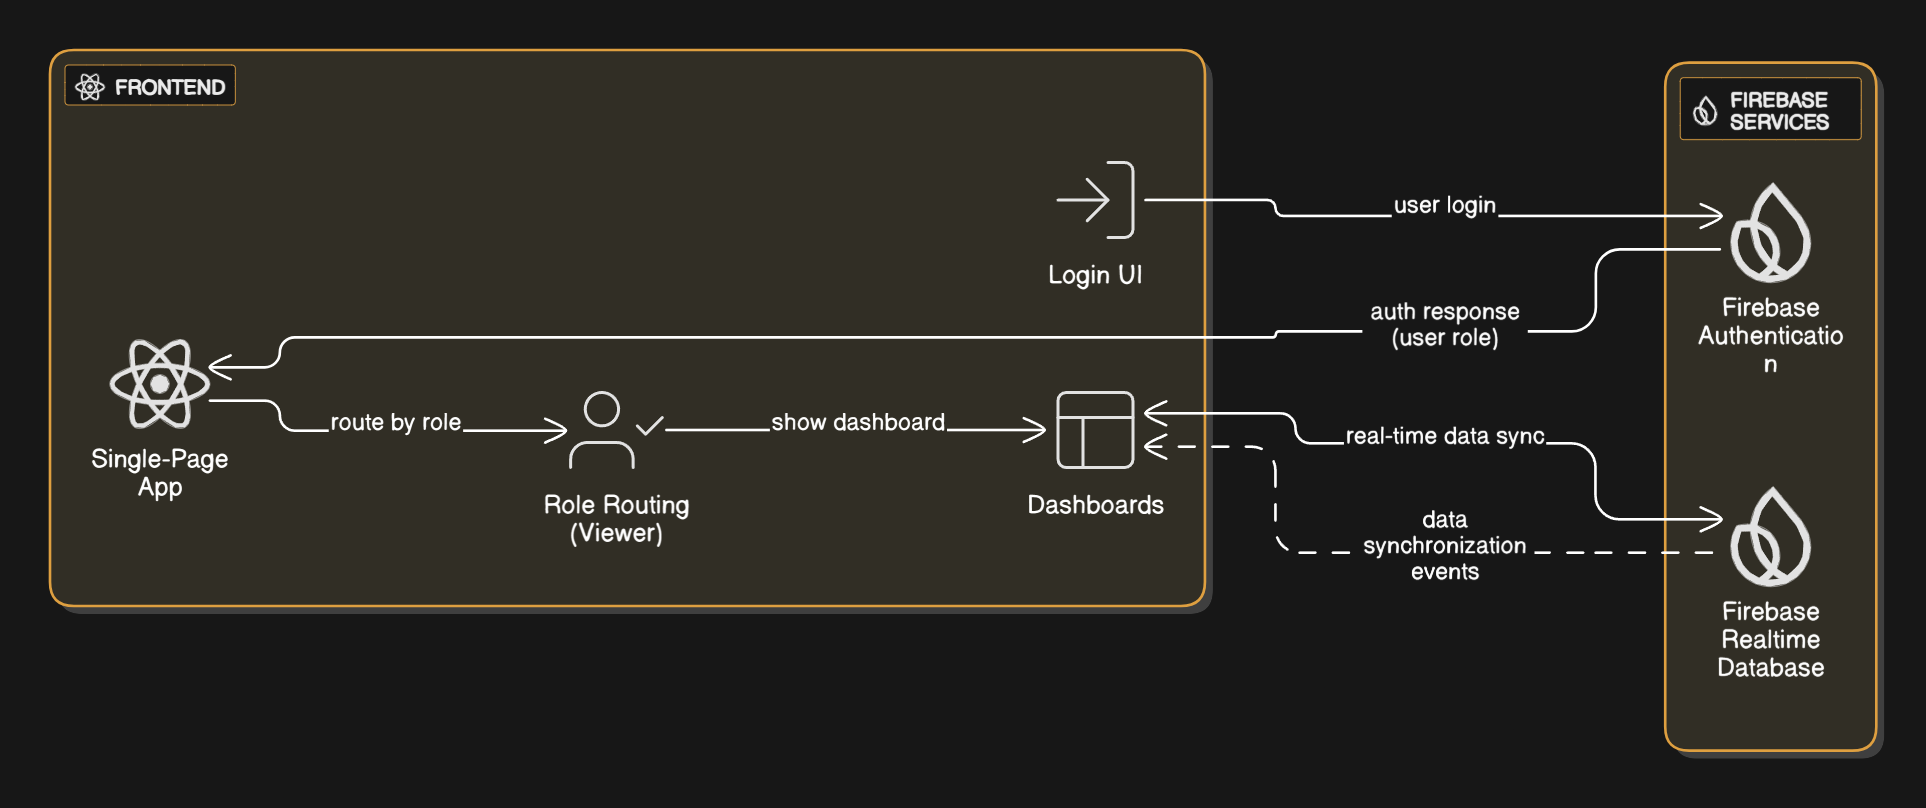 FRONTEND
FIREBASE
SERVICES
user login
Login UI
auth response
(user role)
Firebase
Authenticatio
n
route by role
show dashboard
real-time data sync
Single-Page
App
Role Routing
(Viewer)
Dashboards
data
synchronization
events
Firebase
Realtime
Database